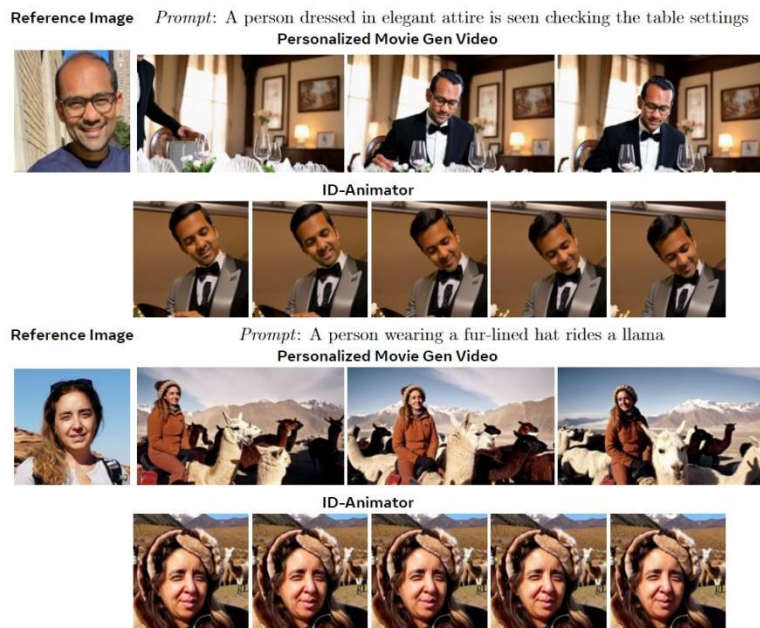 Reference Image Prompt: A person dressed in elegant attire is seen checking the table settings
Personalized Movie Gen Video
ID-Animator
Reference Image Prompt: A person wearing a fur-lined hat rides a llama
Personalized Movie Gen Video
ID-Animator